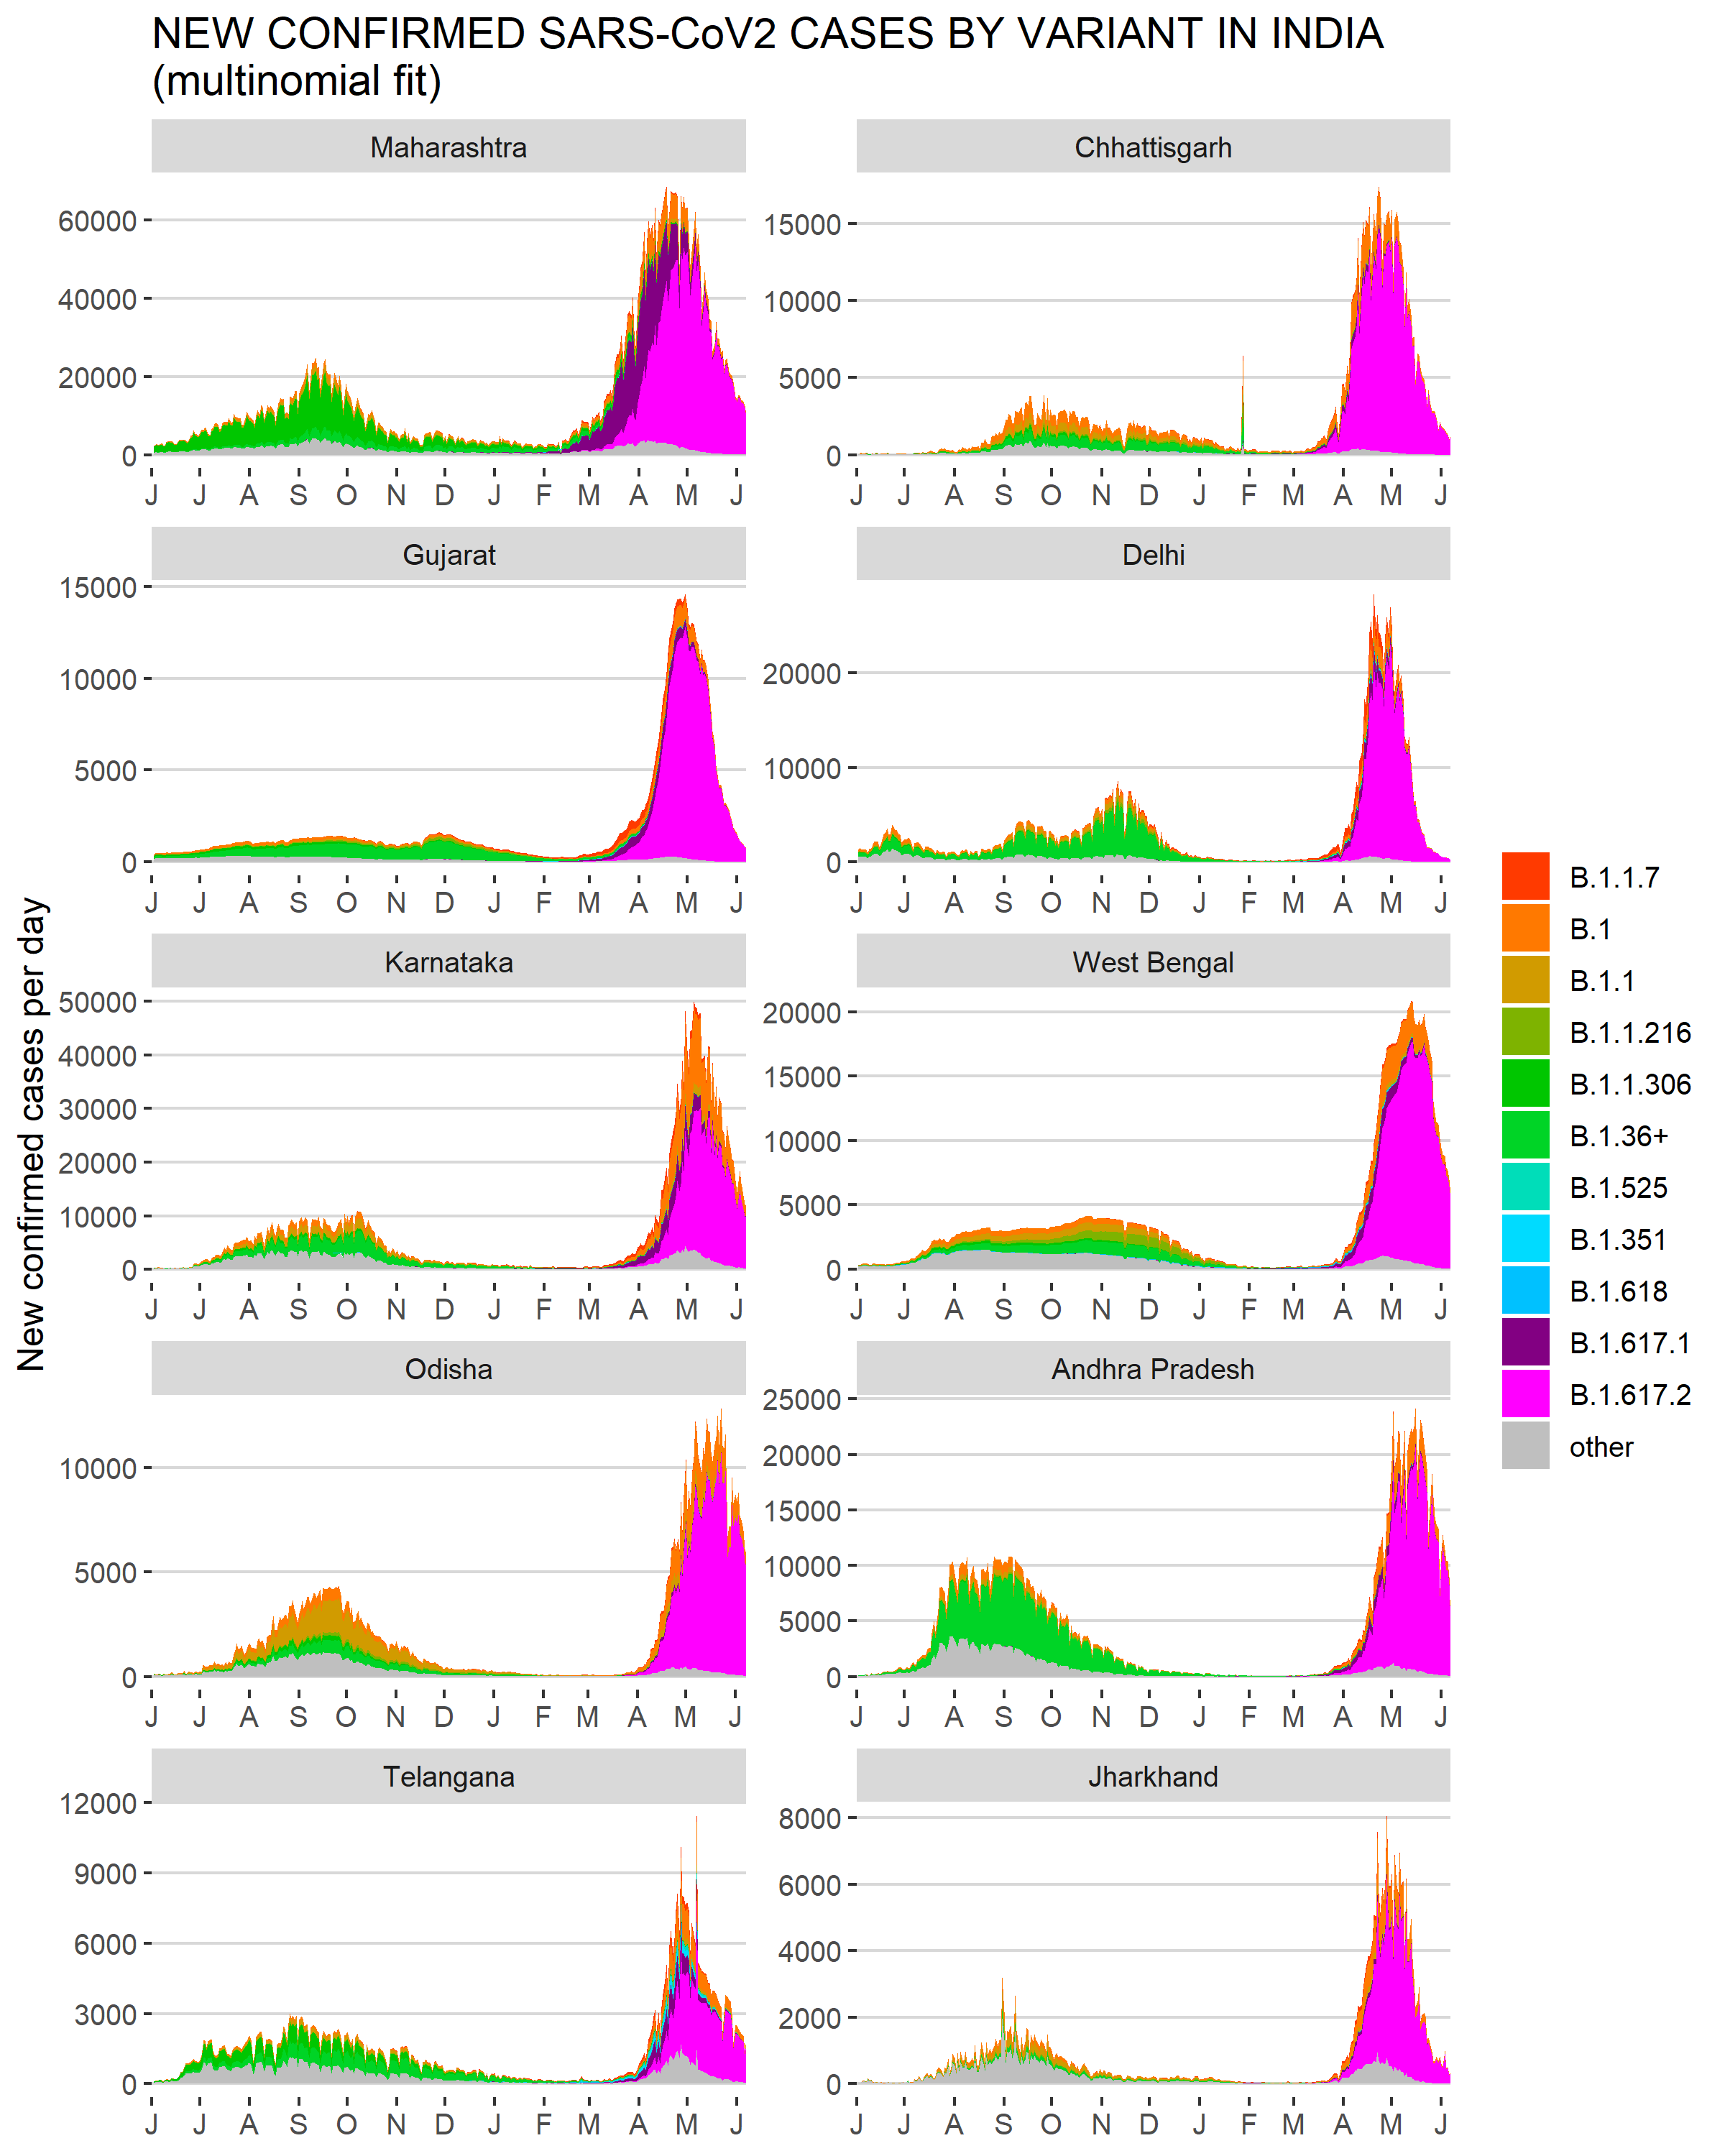 NEW CONFIRMED SARS-CoV2 CASES BY VARIANT IN INDIA
(multinomial fit)
New confirmed cases per day
Maharashtra
60000
40000
20000
0
J J A S O N D J F M A M J
Chhattisgarh
15000
10000
5000
0
J J A S O N D J F M A M J
Gujarat
15000
10000
5000
0
J J A S O N D J F M A M J
Delhi
20000
10000
0
J J A S O N D J F M A M J
Karnataka
50000
40000
30000
20000
10000
0
J J A S O N D J F M A M J
West Bengal
20000
15000
10000
5000
0
J J A S O N D J F M A M J
Odisha
10000
5000
0
J J A S O N D J F M A M J
Andhra Pradesh
25000
20000
15000
10000
5000
0
J J A S O N D J F M A M J
Telangana
12000
9000
6000
3000
0
J J A S O N D J F M A M J
Jharkhand
8000
6000
4000
2000
0
J J A S O N D J F M A M J
B.1.1.7
B.1
B.1.1
B.1.1.216
B.1.1.306
B.1.36+
B.1.525
B.1.351
B.1.618
B.1.617.1
B.1.617.2
other